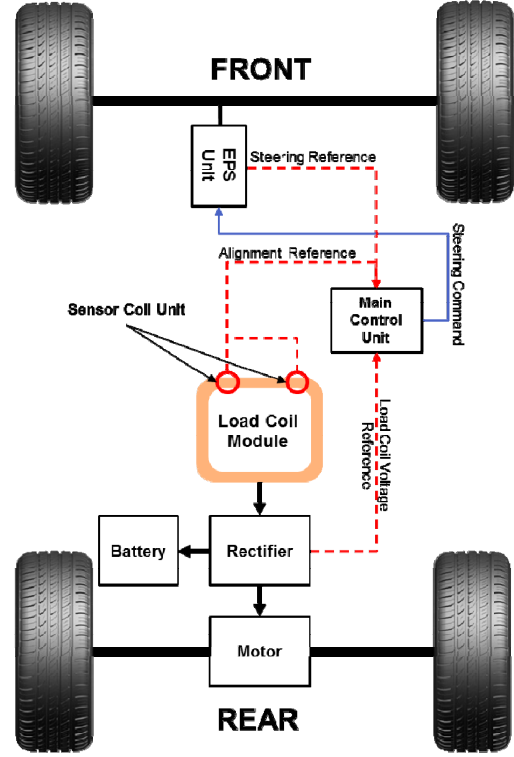 FRONT
EPS
Unit
Steering Reference
Steering Command
Alignment Reference
Sensor Coil Unit
Main
Control
Unit
Load Coil
Module
Load Coil Voltage
Reference
Battery
Rectifier
Motor
REAR